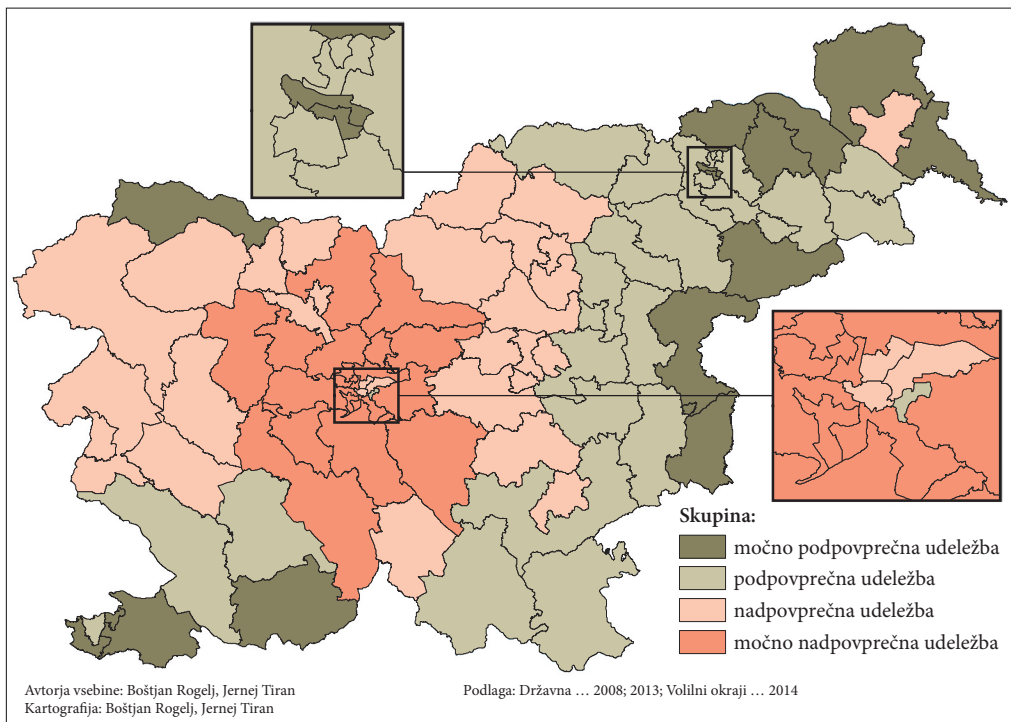 Skupina:
močno podpovprečna udeležba
podpovprečna udeležba
nadpovprečna udeležba
močno nadpovprečna udeležba
Avtorja vsebine: Boštjan Rogelj, Jernej Tiran
Kartografija: Boštjan Rogelj, Jernej Tiran
Podlaga: Državna … 2008; 2013; Volilni okraji … 2014